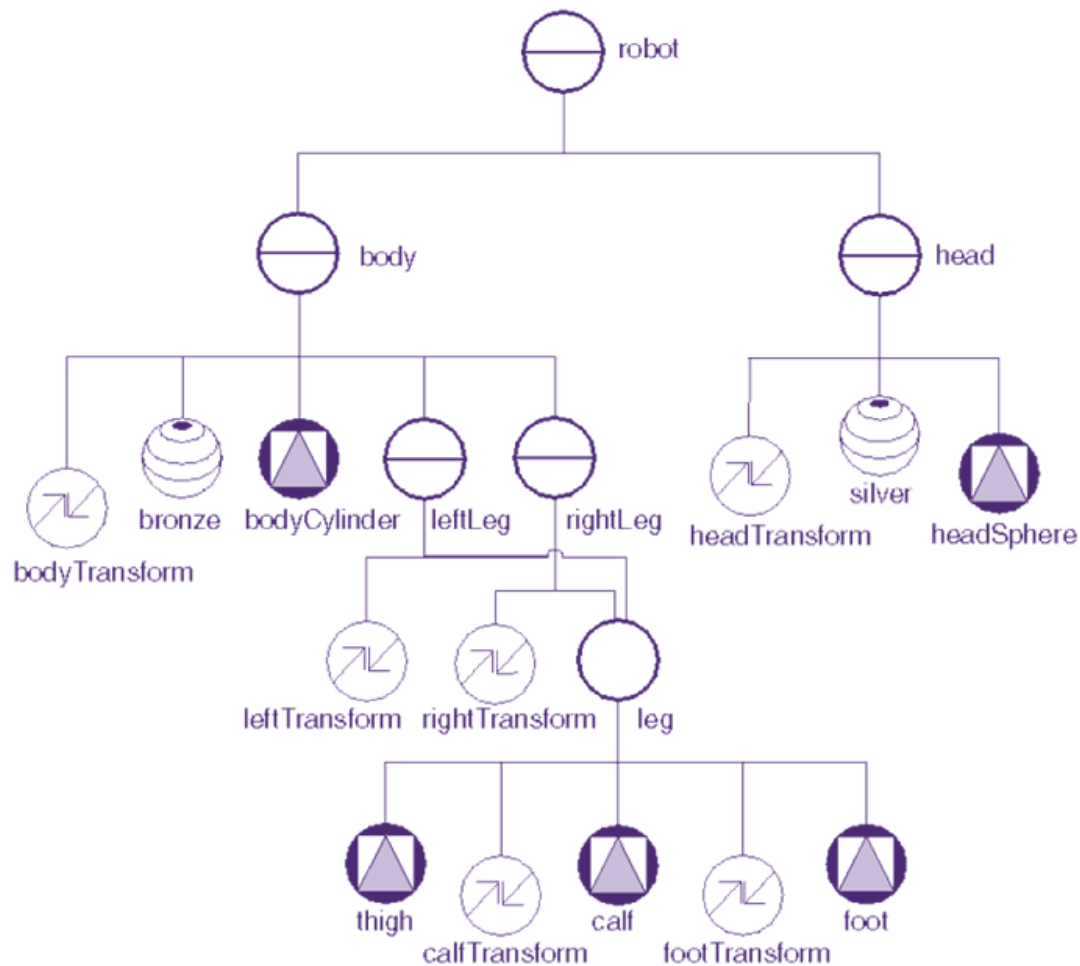 robot
body
head
bodyTransform
bronze
bodyCylinder
leftLeg
rightLeg
headTransform
silver
headSphere
leftTransform
rightTransform
leg
thigh
calfTransform
calf
footTransform
foot